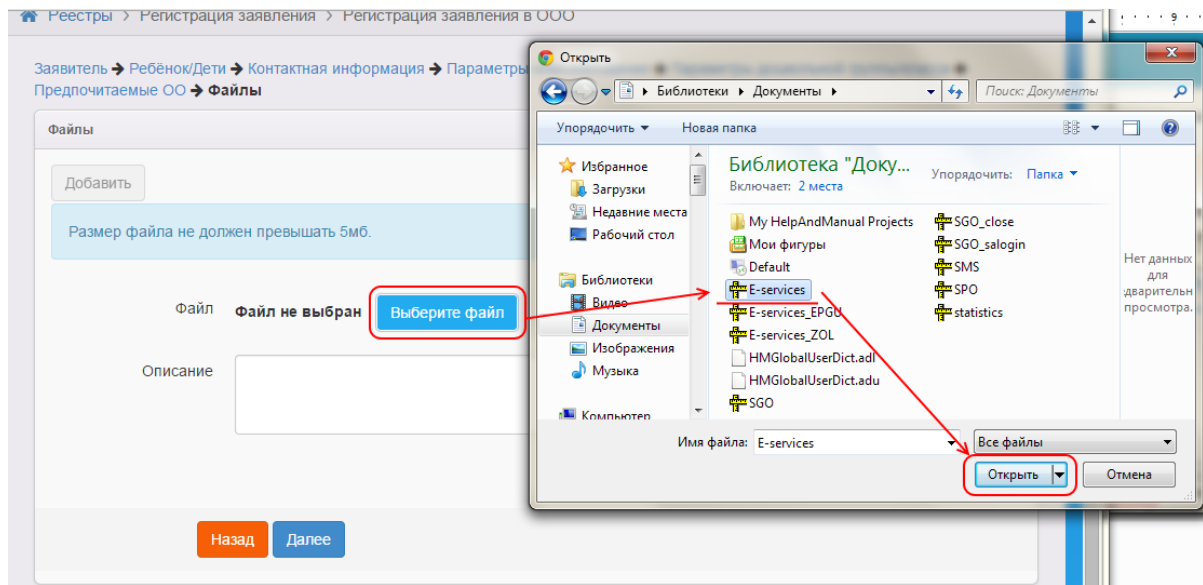 Реестры > Регистрация заявления > Регистрация заявления в ООО
Заявитель → Ребёнок/Дети → Контактная информация → Параметры
Предпочитаемые ОО → Файлы
Файлы
Добавить
Размер файла не должен превышать 5мб.
Файл Файл не выбран Выберите файл
Описание
Назад Далее
Открыть
Библиотеки Документы
Поиск: Документы
Упорядочить Новая папка
Избранное
Загрузки
Недавние места
Рабочий стол
Библиотеки
Видео
Документы
Изображения
Музыка
Компьютер
Библиотека "Доку...
Включает: 2 места
Упорядочить: Папка
My HelpAndManual Projects
Мои фигуры
Default
E-services
E-services_EPGU
E-services_ZOL
HMGlobalUserDict.adl
HMGlobalUserDict.adu
SGO
SGO_close
SGO_salogin
SMS
SPO
statistics
Нет данных
для
просмотра.
Имя файла: E-services
Все файлы
Открыть Отмена
9